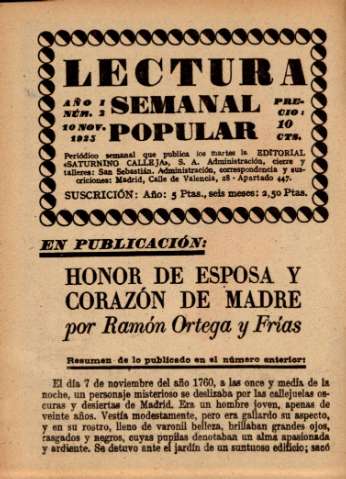 LECTURA
AÑO I
NÚM. 2
10 NOV.
1925
SEMANAL
POPULAR
PRE-
CIO:
10
CTS.
Periódico semanal que publica los martes la EDITORIAL
«SATURNINO CALLEJA», S. A. Administración, cierre y
talleres: San Sebastián. Administración, correspondencia y sus-
criciones: Madrid, Calle de Valencia, 28 - Apartado 447.
SUSCRICIÓN: Año: 5 Ptas., seis meses: 2,50 Ptas.
EN PUBLICACIÓN:
HONOR DE ESPOSA Y
CORAZÓN DE MADRE
por Ramón Ortega y Frías
Resumen de lo publicado en el número anterior:
El día 7 de noviembre del año 1760, a las once y media de la
noche, un personaje misterioso se deslizaba por las callejuelas os-
curas y desiertas de Madrid. Era un hombre joven, apenas de
veinte años. Vestía modestamente, pero era gallardo su aspecto,
y en su rostro, lleno de varonil belleza, brillaban grandes ojos,
rasgados y negros, cuyas pupilas denotaban un alma apasionada
y ardiente. Se detuvo ante el jardín de un suntuoso edificio; sacó